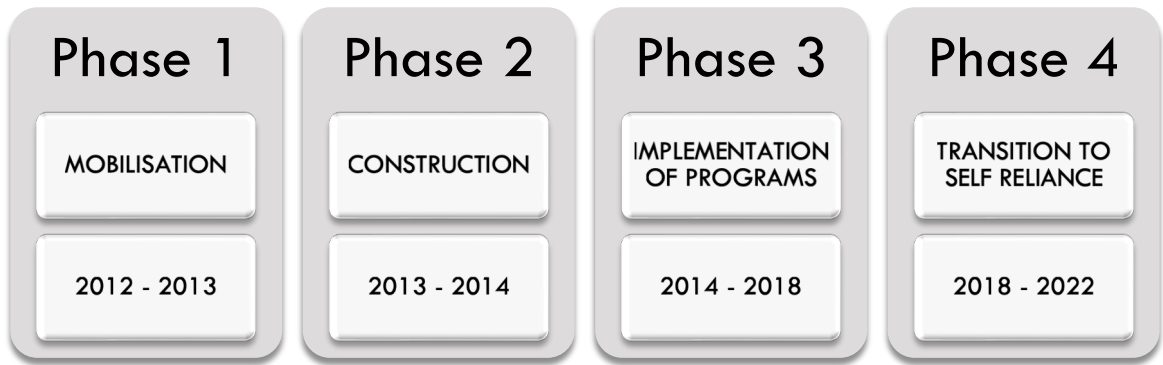 Phase 1
MOBILISATION
2012 - 2013
Phase 2
CONSTRUCTION
2013 - 2014
Phase 3
IMPLEMENTATION
OF PROGRAMS
2014 - 2018
Phase 4
TRANSITION TO
SELF RELIANCE
2018 - 2022